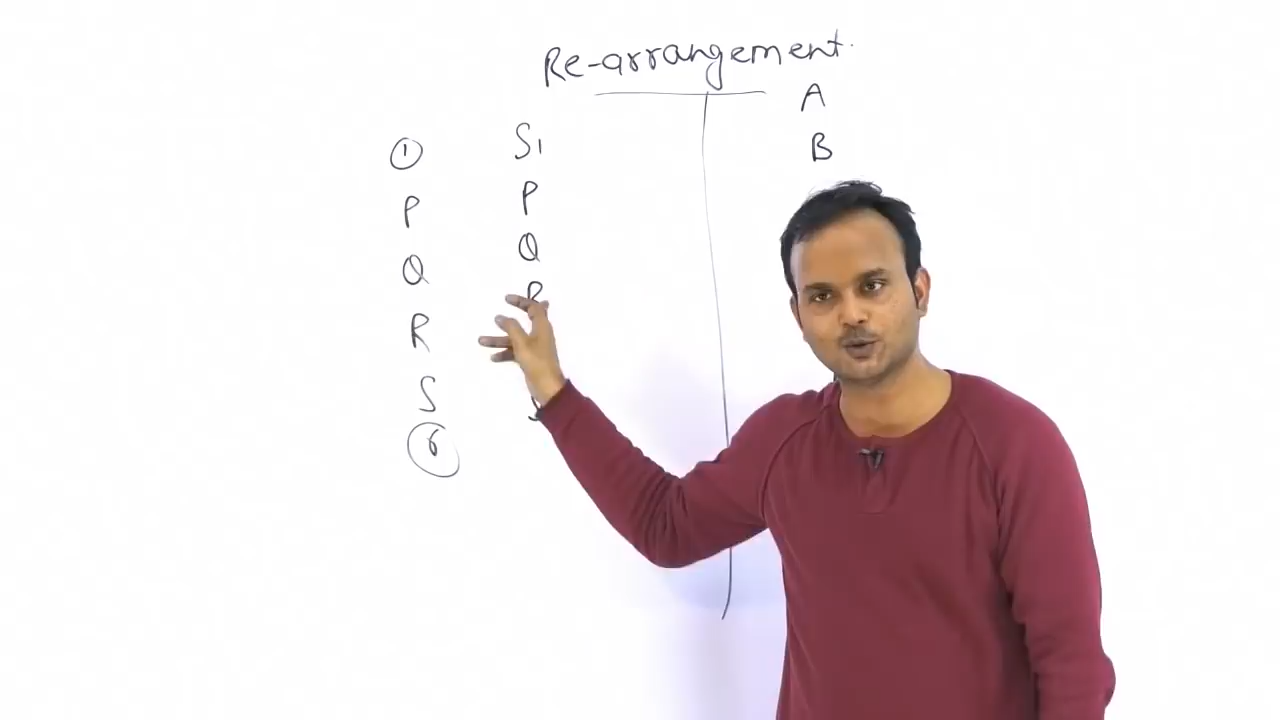 Re-arrangement.
①
P
Q
R
S
⑥
S1
P
Q
R
A
B